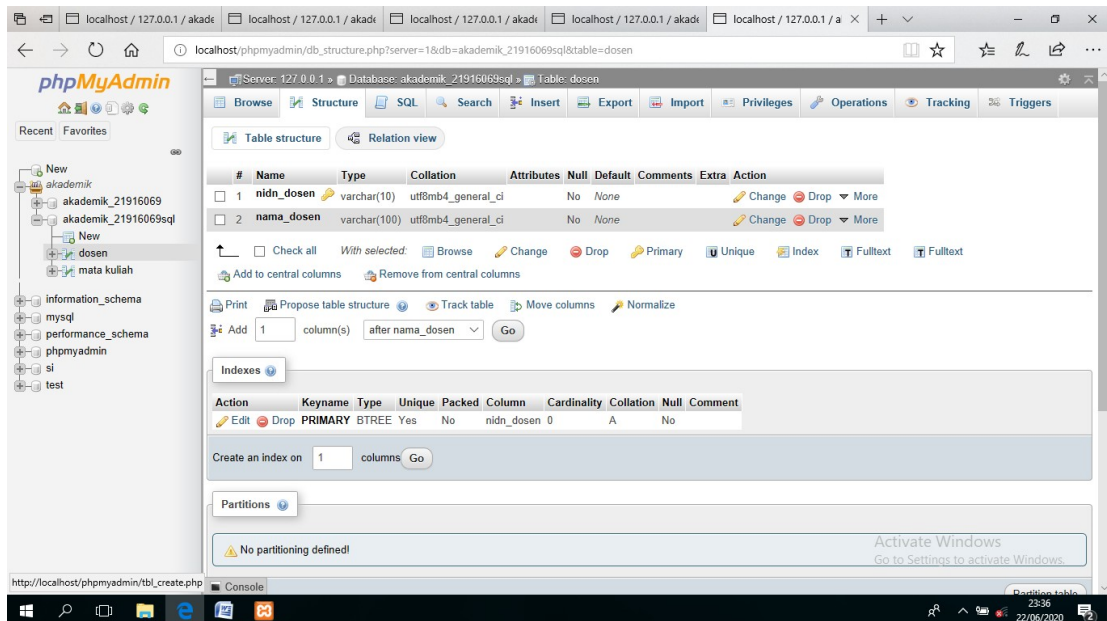 localhost / 127.0.0.1 / akade localhost / 127.0.0.1 / akade localhost / 127.0.0.1 / akade localhost / 127.0.0.1 / akade localhost / 127.0.0.1 / a
localhost/phpmyadmin/db_structure.php?server=1&db=akademik_21916069sql&table=dosen
phpMyAdmin
Recent Favorites
New
akademik
akademik_21916069
akademik_21916069sql
New
dosen
mata kuliah
information_schema
mysql
performance_schema
phpmyadmin
si
test
http://localhost/phpmyadmin/tbl_create.php
Server: 127.0.0.1 » Database: akademik_21916069sql » Table: dosen
Browse Structure SQL Search Insert Export Import Privileges Operations Tracking Triggers
Table structure Relation view
# Name Type Collation Attributes Null Default Comments Extra Action
1 nidn_dosen varchar(10) utf8mb4_general_ci No None Change Drop More
2 nama_dosen varchar(100) utf8mb4_general_ci No None Change Drop More
Check all With selected: Browse Change Drop Primary Unique Index Fulltext Fulltext
Add to central columns Remove from central columns
Print Propose table structure Track table Move columns Normalize
Add 1 column(s) after nama_dosen Go
Indexes
Action Keyname Type Unique Packed Column Cardinality Collation Null Comment
Edit Drop PRIMARY BTREE Yes No nidn_dosen 0 A No
Create an index on 1 columns Go
Partitions
No partitioning defined!
Activate Windows
Go to Settings to activate Windows.
Console
Partition table
23:36
22/06/2020